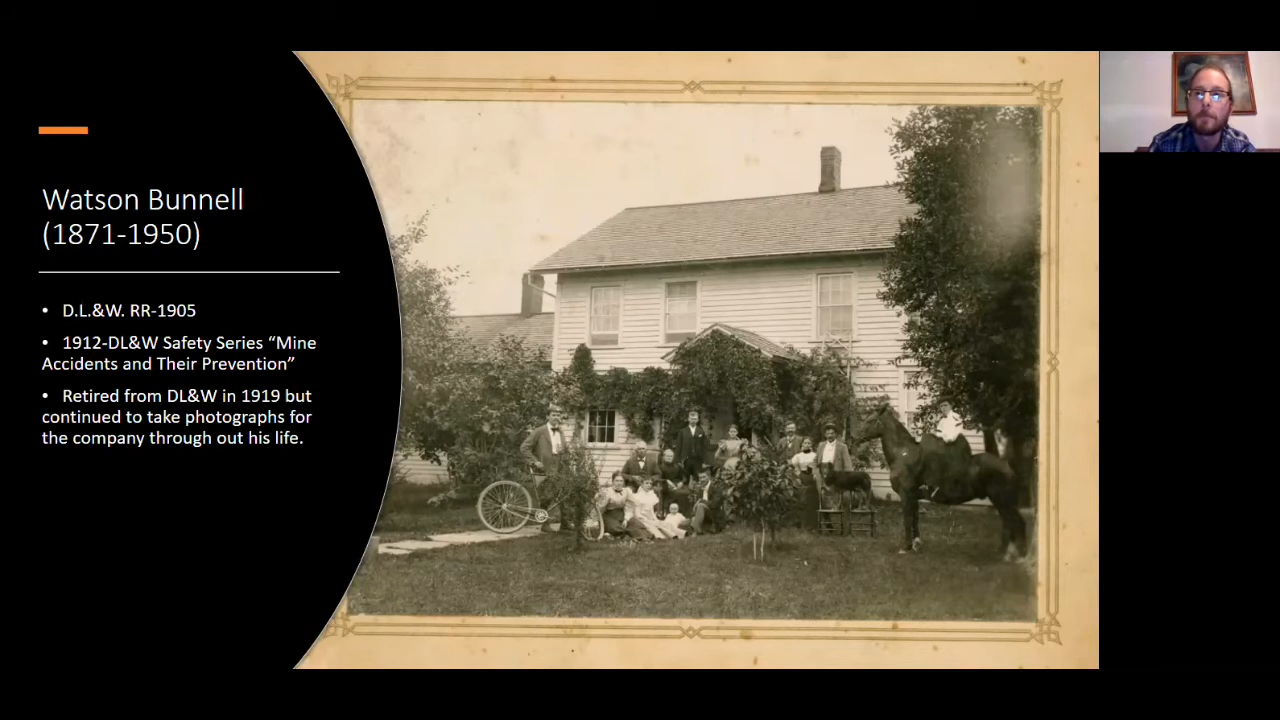 Watson Bunnell
(1871-1950)
• D.L.&W. RR-1905
• 1912-DL&W Safety Series “Mine
Accidents and Their Prevention”
• Retired from DL&W in 1919 but
continued to take photographs for
the company through out his life.